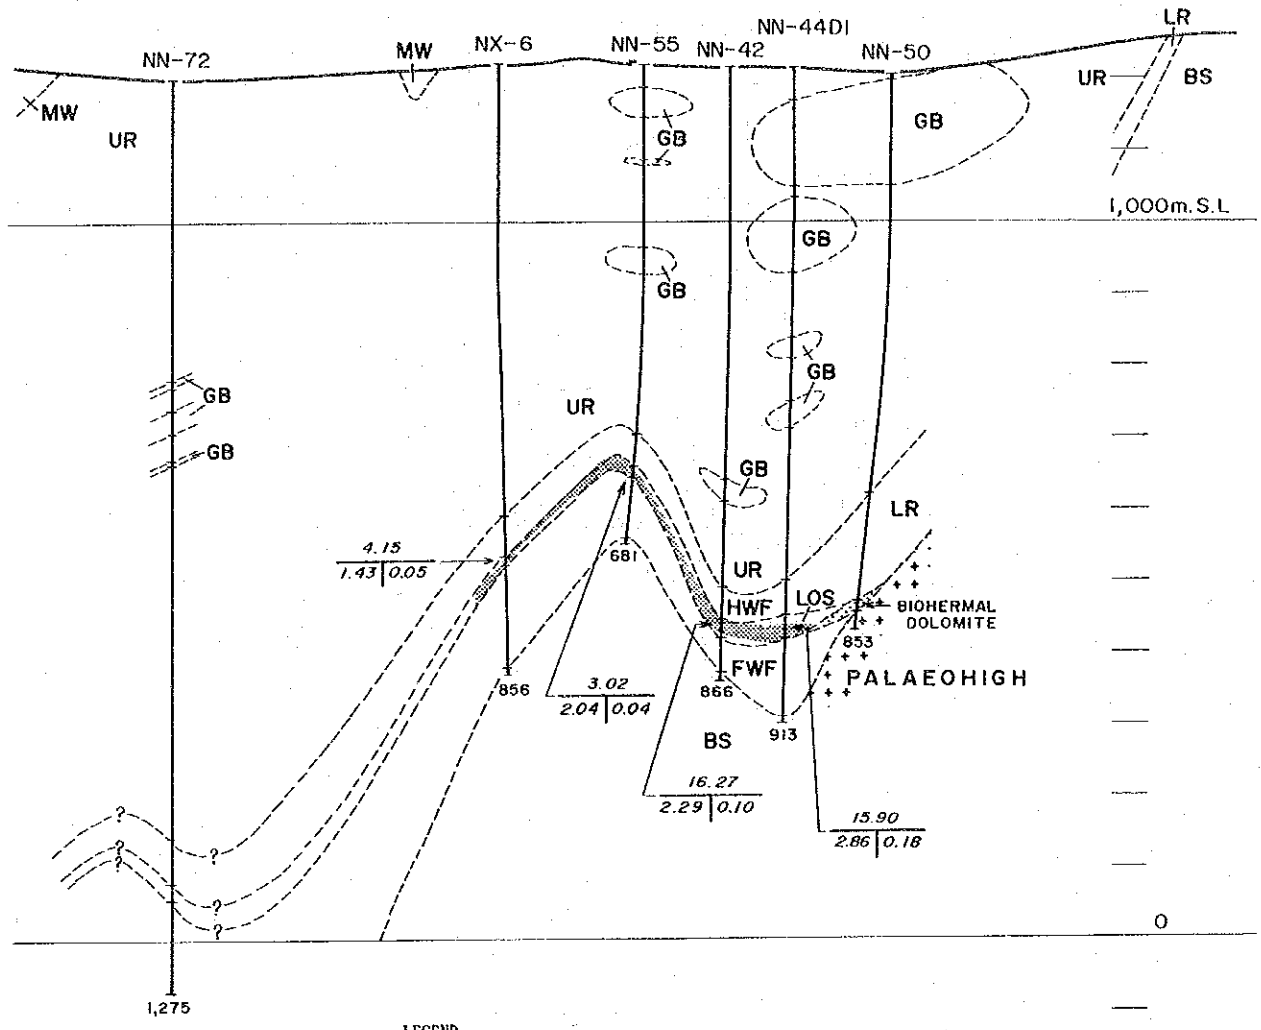 LR
NN-44D1
NX-6
NN-55
NN-42
NN-50
MW
NN-72
UR
BS
MW
GB
UR
GB
1,000m. S.L
GB
GB
GB
GB
GB
UR
GB
GB
LR
4.15
1.43 0.05
681
UR
HWF
LOS
BIOHERMAL
DOLOMITE
853
FWF
PALAEOHIGH
856
3.02
2.04 0.04
866
BS
913
16.27
2.29 0.10
15.90
2.86 0.18
?
?
?
?
?
?
0
1,275
LEGEND